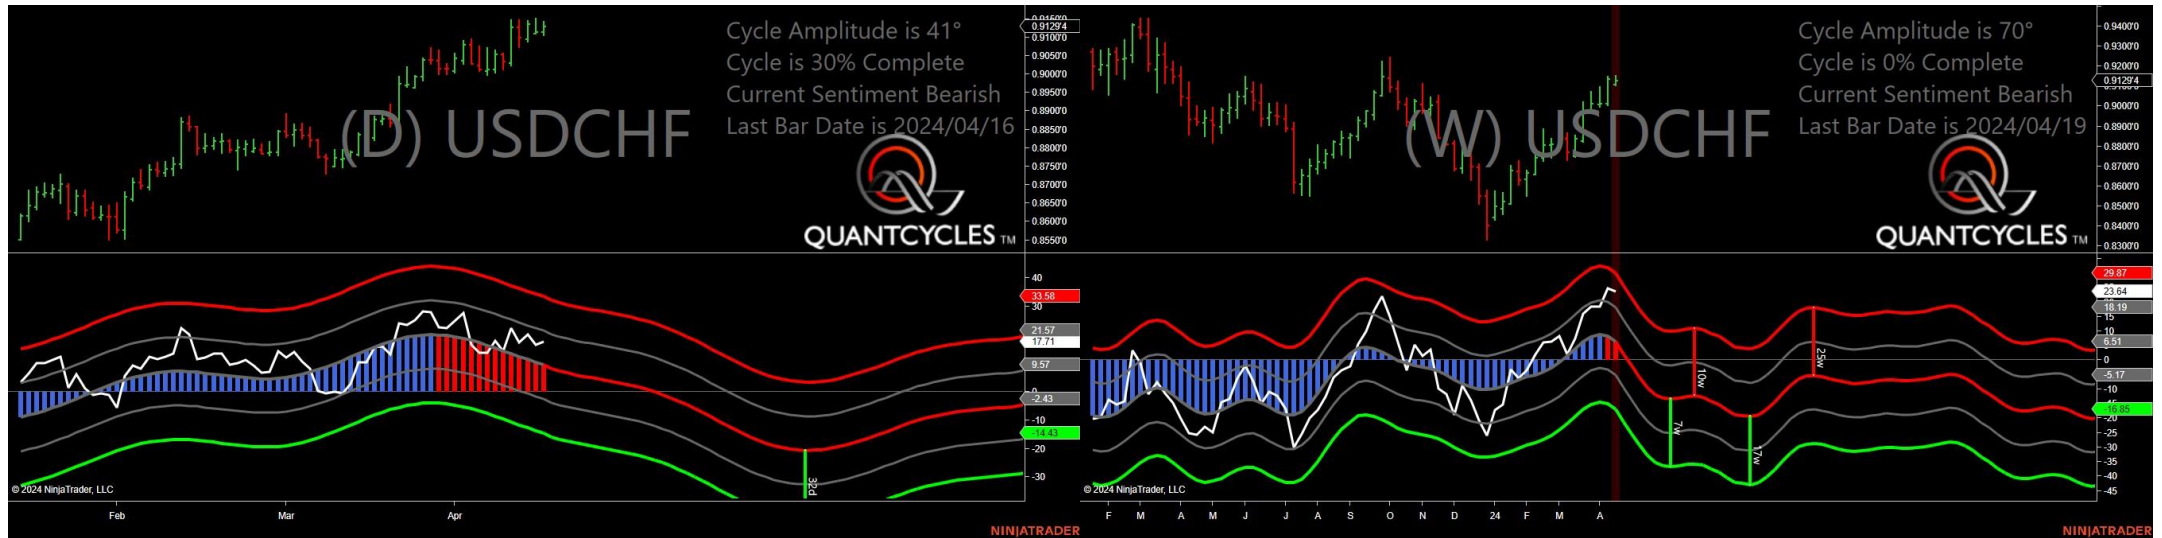 Cycle Amplitude is 41°
Cycle is 30% Complete
Current Sentiment Bearish
Last Bar Date is 2024/04/16
(D) USDCHF
QUANTCYCLES TM
0.9150'0
0.9129'4
0.9100'0
0.9050'0
0.9000'0
0.8950'0
0.8900'0
0.8850'0
0.8800'0
0.8750'0
0.8700'0
0.8650'0
0.8600'0
0.8550'0
40
33.58
30
21.57
17.71
9.57
0
-2.43
-10
-14.43
-20
-30
32d
© 2024 NinjaTrader, LLC
Feb Mar Apr
NINJATRADER
Cycle Amplitude is 70°
Cycle is 0% Complete
Current Sentiment Bearish
Last Bar Date is 2024/04/19
(W) USDCHF
QUANTCYCLES TM
0.9400'0
0.9300'0
0.9200'0
0.9129'4
0.9000'0
0.8900'0
0.8800'0
0.8700'0
0.8600'0
0.8500'0
0.8400'0
0.8300'0
29.87
23.64
18.19
15
10
6.51
0
-5.17
-10
-16.85
-20
-25
-30
-35
-40
-45
10w
25w
7w
17w
© 2024 NinjaTrader, LLC
F M A M J J A S O N D 24 F M A
NINJATRADER